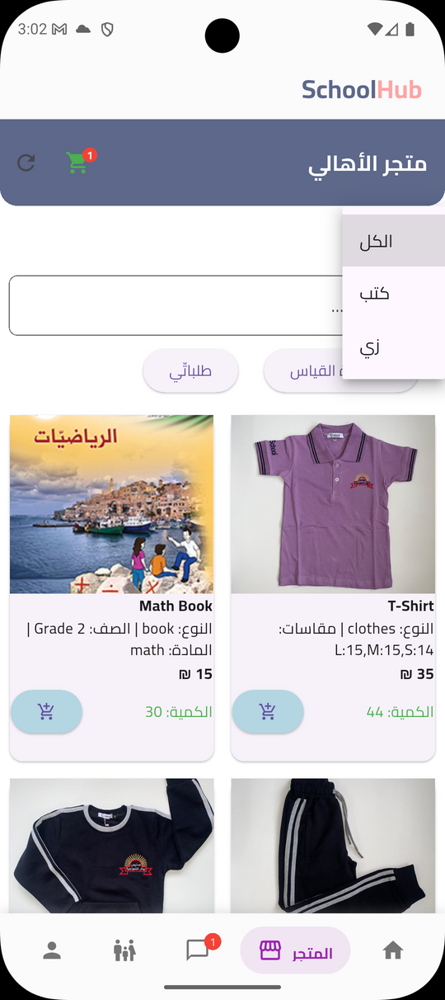 3:02
SchoolHub
متجر الأهالي
1
الكل
كتب
زي
...
ة القياس
طلباتي
الرياضيّات
T-Shirt
النوع: clothes | مقاسات:
L:15,M:15,S:14
35 ₪
الكمية: 44
Math Book
النوع: book | الصف: Grade 2 |
المادة: math
15 ₪
الكمية: 30
المتجر
1